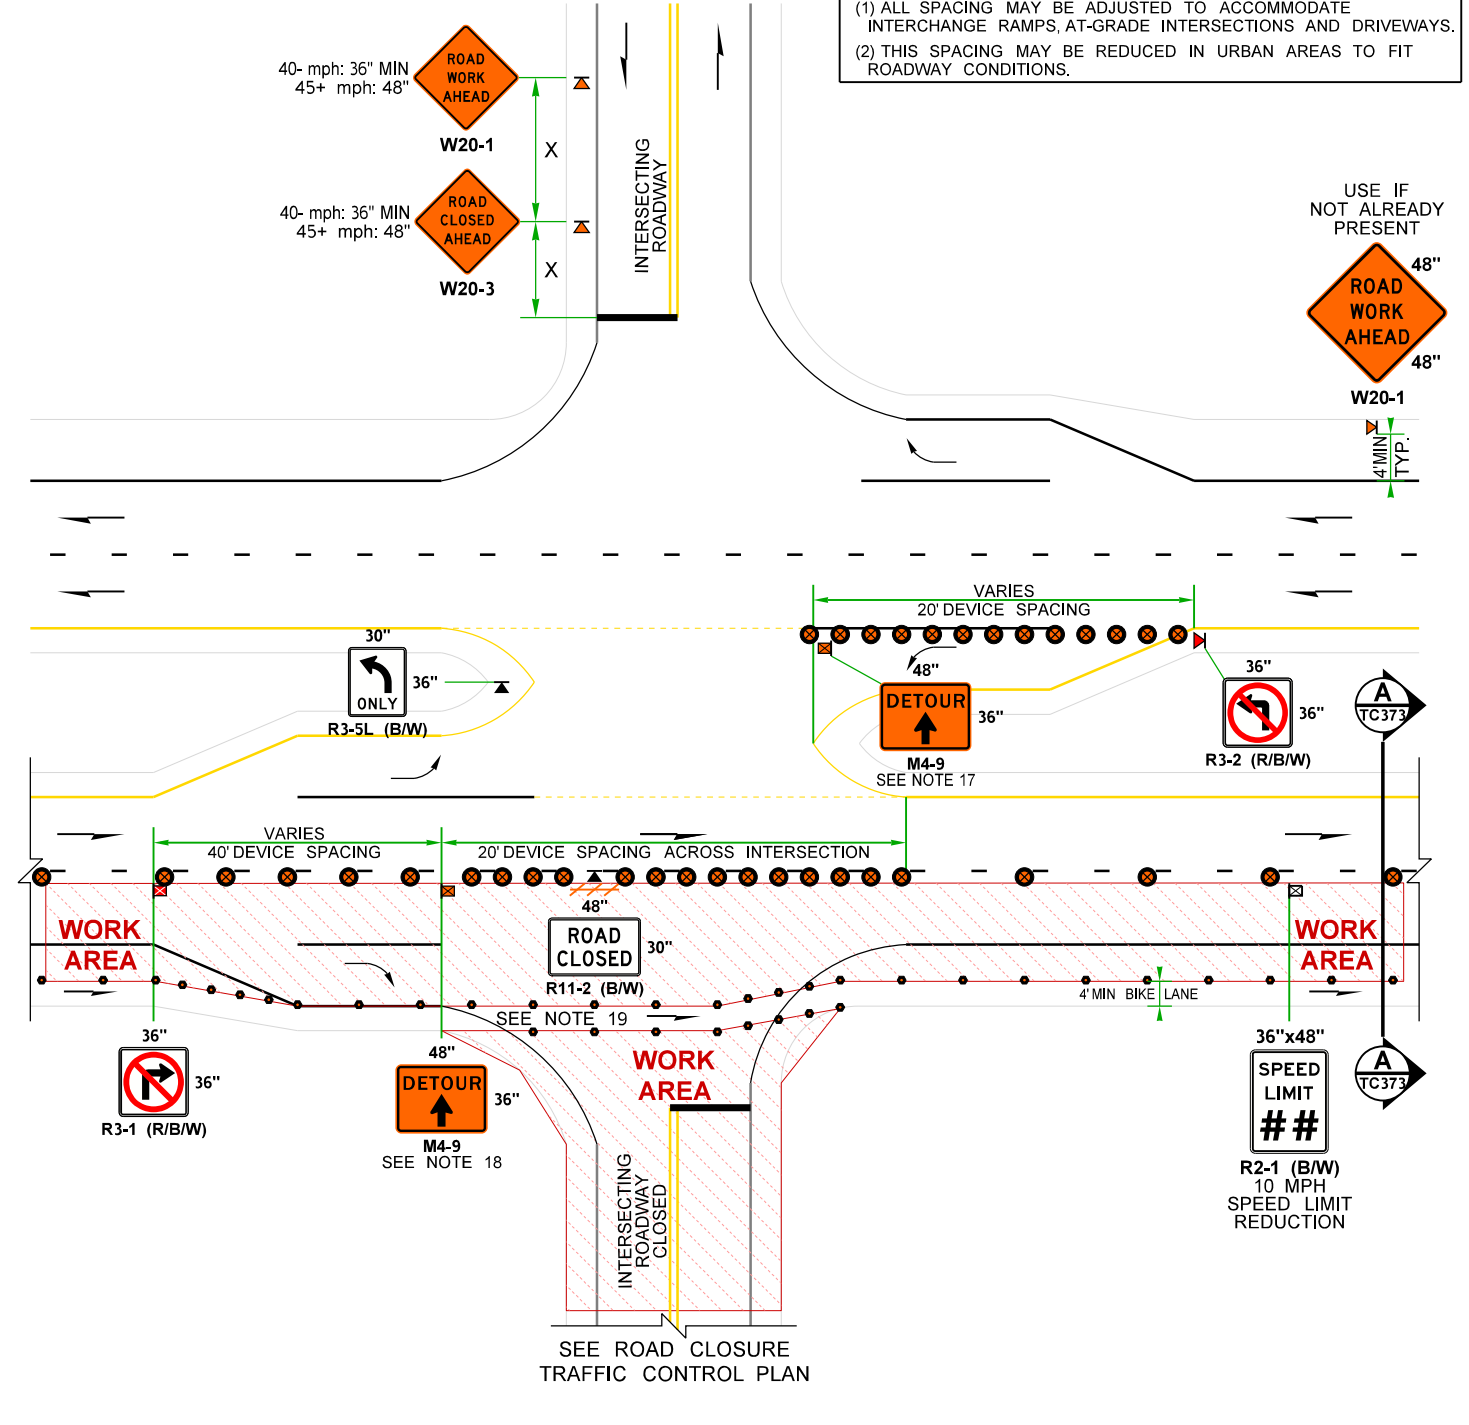 (1) ALL SPACING MAY BE ADJUSTED TO ACCOMMODATE
INTERCHANGE RAMPS, AT-GRADE INTERSECTIONS AND DRIVEWAYS.
(2) THIS SPACING MAY BE REDUCED IN URBAN AREAS TO FIT
ROADWAY CONDITIONS.
40- mph: 36" MIN
45+ mph: 48"
ROAD
WORK
AHEAD
W20-1
X
40- mph: 36" MIN
45+ mph: 48"
ROAD
CLOSED
AHEAD
W20-3
X
INTERSECTING
ROADWAY
USE IF
NOT ALREADY
PRESENT
48"
ROAD
WORK
AHEAD
48"
W20-1
4' MIN
TYP.
VARIES
20' DEVICE SPACING
30"
ONLY
36"
R3-5L (B/W)
48"
DETOUR
36"
M4-9
SEE NOTE 17
36"
36"
R3-2 (R/B/W)
A
TC373
VARIES
40' DEVICE SPACING
20' DEVICE SPACING ACROSS INTERSECTION
WORK
AREA
48"
ROAD
CLOSED
30"
R11-2 (B/W)
SEE NOTE 19
WORK
AREA
4' MIN BIKE LANE
36"
36"
R3-1 (R/B/W)
48"
DETOUR
36"
M4-9
SEE NOTE 18
WORK
AREA
36"x48"
SPEED
LIMIT
##
R2-1 (B/W)
10 MPH
SPEED LIMIT
REDUCTION
A
TC373
INTERSECTING
ROADWAY
CLOSED
SEE ROAD CLOSURE
TRAFFIC CONTROL PLAN